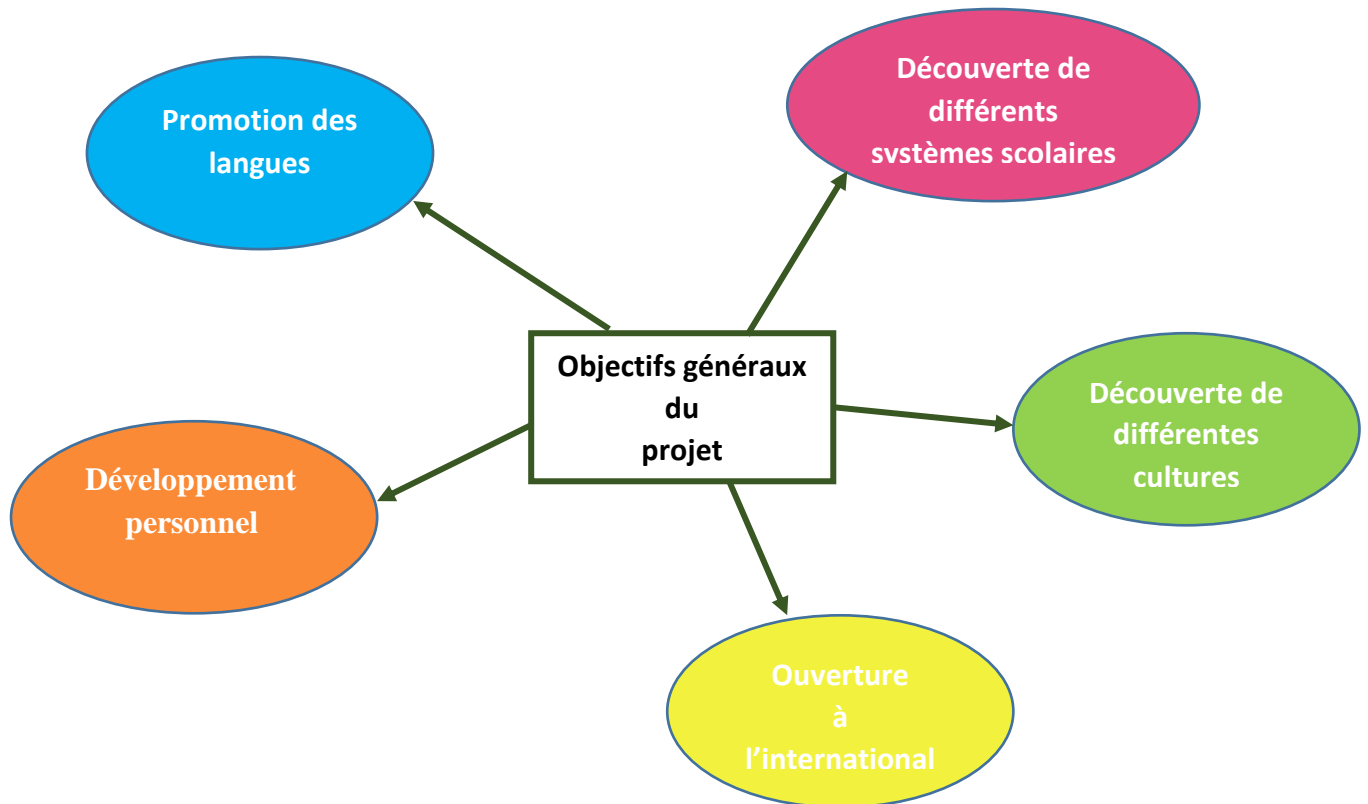 Promotion des
langues
Découverte de
différents
systèmes scolaires
Objectifs généraux
du
projet
Découverte de
différentes
cultures
Développement
personnel
Ouverture
à
l’international